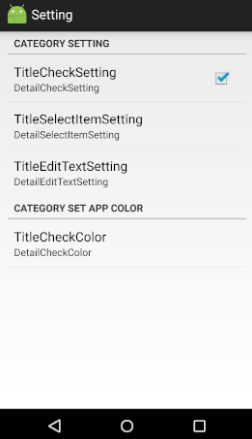 Setting
CATEGORY SETTING
TitleCheckSetting
DetailCheckSetting
TitleSelectItemSetting
DetailSelectItemSetting
TitleEditTextSetting
DetailEditTextSetting
CATEGORY SET APP COLOR
TitleCheckColor
DetailCheckColor